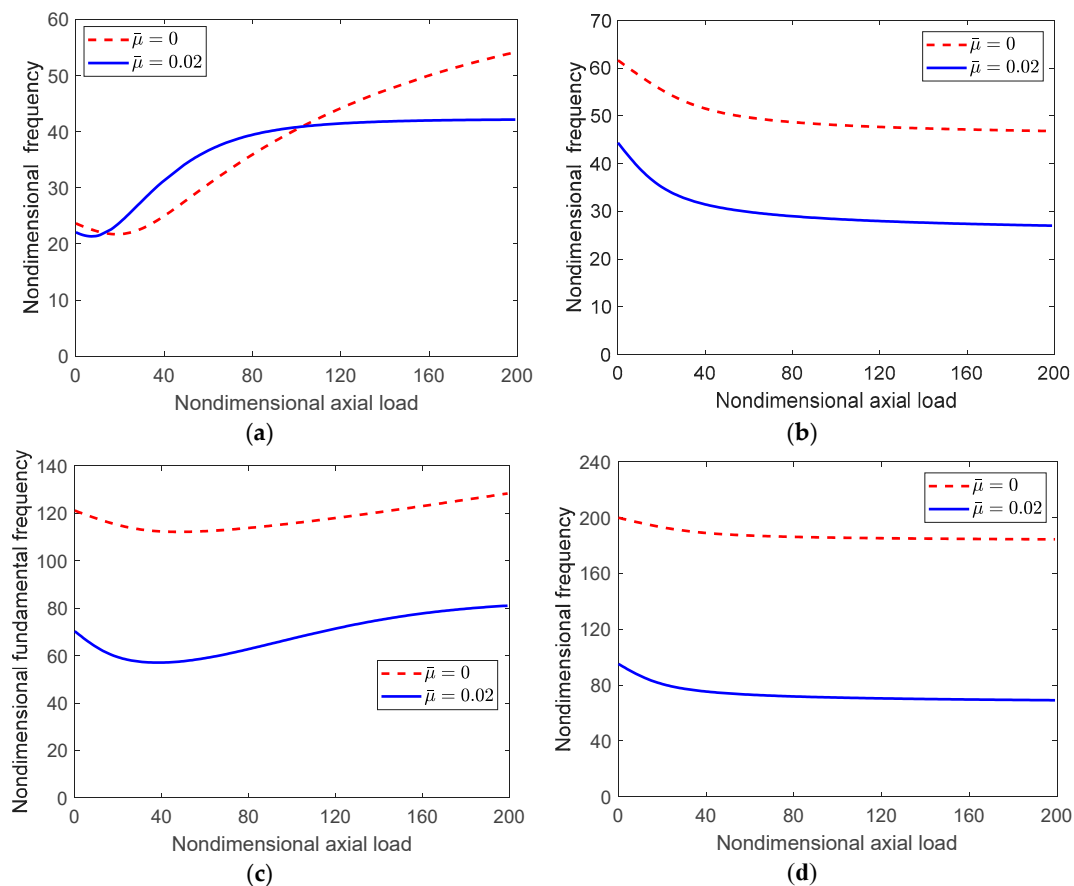 60
50
40
30
20
10
0
0 40 80 120 160 200
Nondimensional frequency
Nondimensional axial load
μ̄ = 0
μ̄ = 0.02
(a)
70
60
50
40
30
20
10
0
0 40 80 120 160 200
Nondimensional frequency
Nondimensional axial load
μ̄ = 0
μ̄ = 0.02
(b)
140
120
100
80
60
40
20
0
0 40 80 120 160 200
Nondimensional fundamental frequency
Nondimensional axial load
μ̄ = 0
μ̄ = 0.02
(c)
240
200
160
120
80
40
0
0 40 80 120 160 200
Nondimensional frequency
Nondimensional axial load
μ̄ = 0
μ̄ = 0.02
(d)